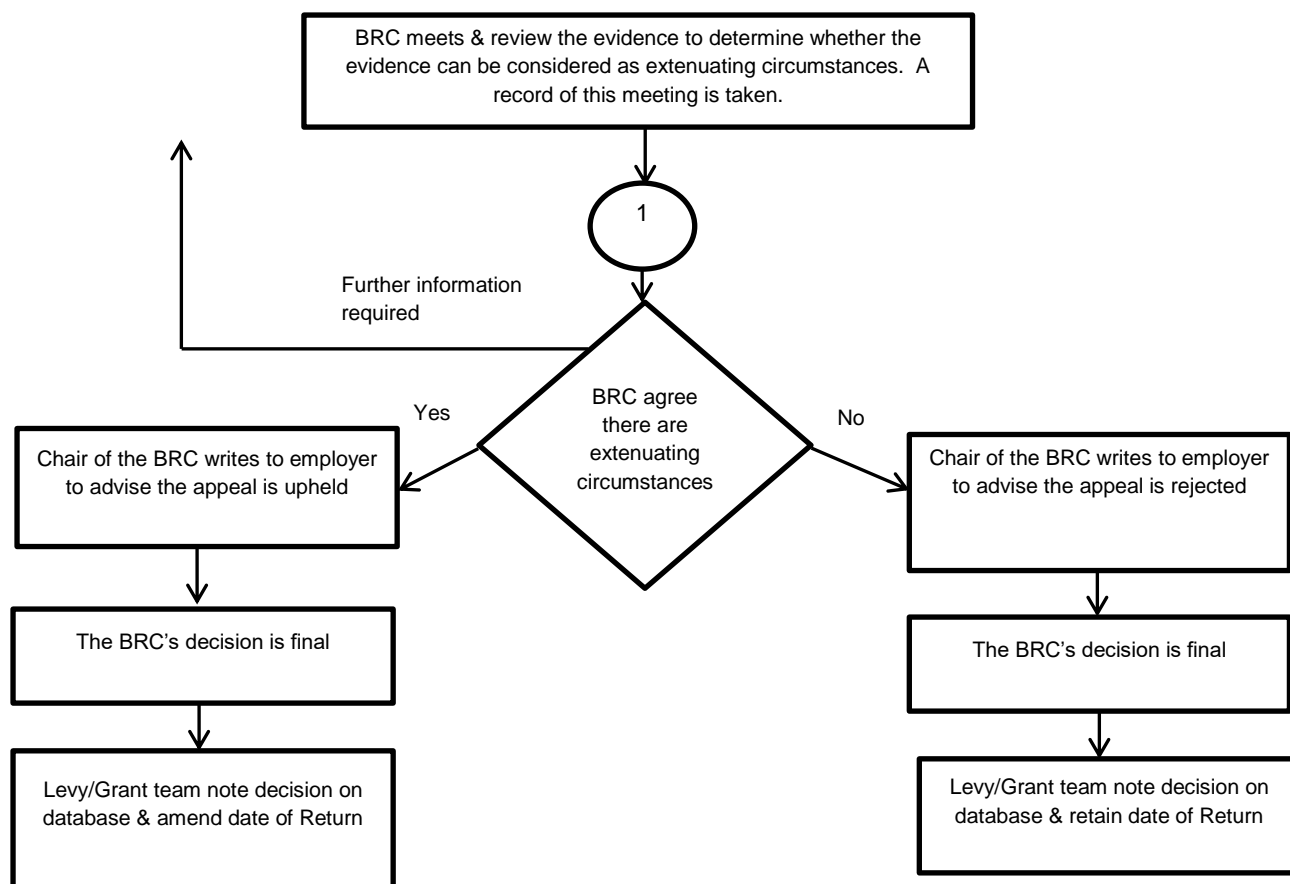 BRC meets & review the evidence to determine whether the
evidence can be considered as extenuating circumstances.  A
record of this meeting is taken.
1
Further information
required
BRC agree
there are
extenuating
circumstances
Yes
No
Chair of the BRC writes to employer
to advise the appeal is upheld
Chair of the BRC writes to employer
to advise the appeal is rejected
The BRC’s decision is final
The BRC’s decision is final
Levy/Grant team note decision on
database & amend date of Return
Levy/Grant team note decision on
database & retain date of Return